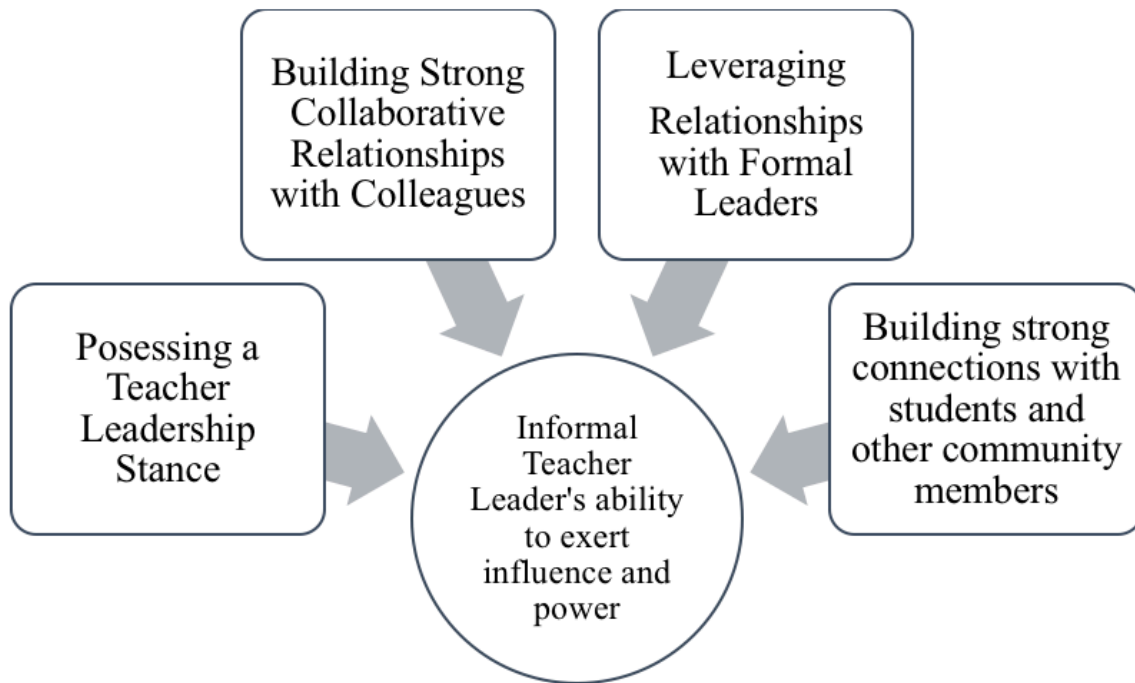 Building Strong
Collaborative
Relationships
with Colleagues
Leveraging
Relationships
with Formal
Leaders
Posessing a
Teacher
Leadership
Stance
Building strong
connections with
students and
other community
members
Informal
Teacher
Leader's ability
to exert
influence and
power